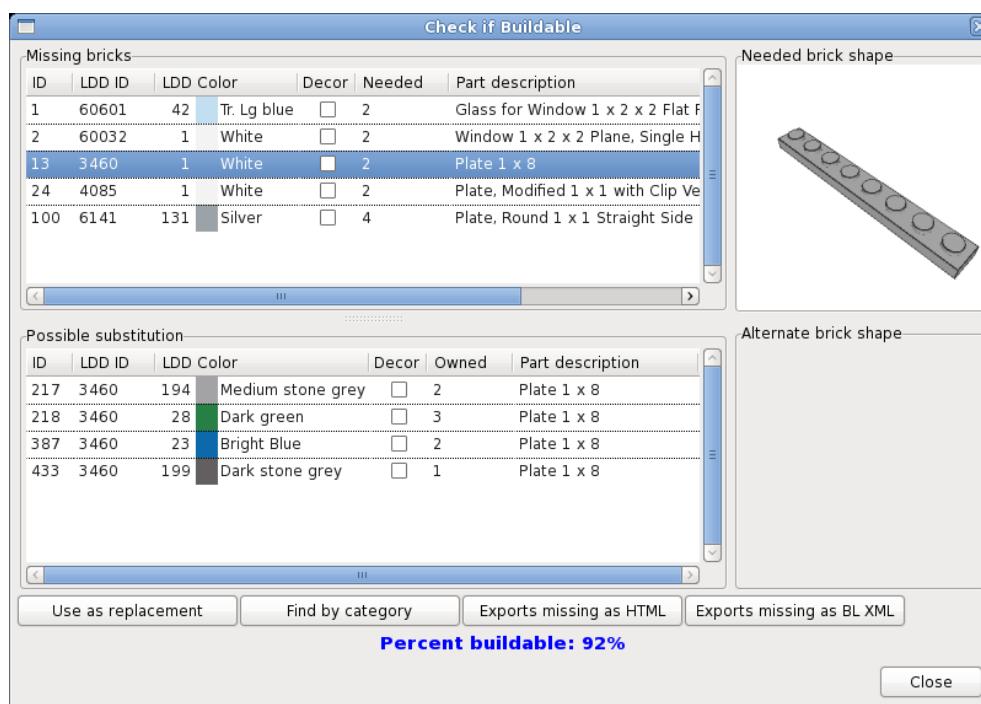 Check if Buildable
Missing bricks
Needed brick shape
ID LDD ID LDD Color Decor Needed Part description
1 60601 42 Tr. Lg blue 2 Glass for Window 1 x 2 x 2 Flat F
2 60032 1 White 2 Window 1 x 2 x 2 Plane, Single H
13 3460 1 White 2 Plate 1 x 8
24 4085 1 White 2 Plate, Modified 1 x 1 with Clip Ve
100 6141 131 Silver 4 Plate, Round 1 x 1 Straight Side
Possible substitution
Alternate brick shape
ID LDD ID LDD Color Decor Owned Part description
217 3460 194 Medium stone grey 2 Plate 1 x 8
218 3460 28 Dark green 3 Plate 1 x 8
387 3460 23 Bright Blue 2 Plate 1 x 8
433 3460 199 Dark stone grey 1 Plate 1 x 8
Use as replacement Find by category Exports missing as HTML Exports missing as BL XML
Percent buildable: 92%
Close